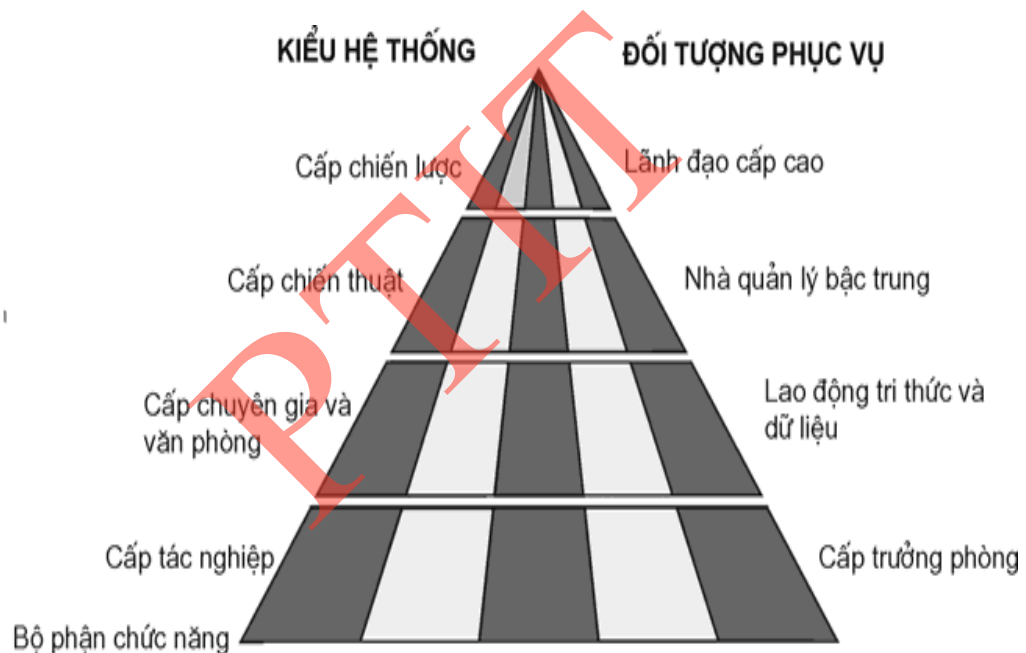 KIỂU HỆ THỐNG
ĐỐI TƯỢNG PHỤC VỤ
Cấp chiến lược
Lãnh đạo cấp cao
Cấp chiến thuật
Nhà quản lý bậc trung
Cấp chuyên gia và
văn phòng
Lao động tri thức và
dữ liệu
Cấp tác nghiệp
Cấp trưởng phòng
Bộ phận chức năng
PTIT